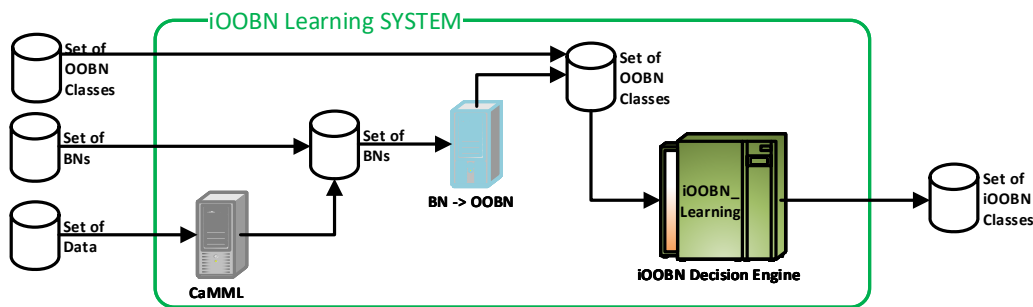 iOOBN Learning SYSTEM
Set of
OOBN
Classes
Set of
OOBN
Classes
Set of
BNs
Set of
BNs
BN -> OOBN
iOOBN_
Learning
Set of
iOOBN
Classes
Set of
Data
CaMML
iOOBN Decision Engine